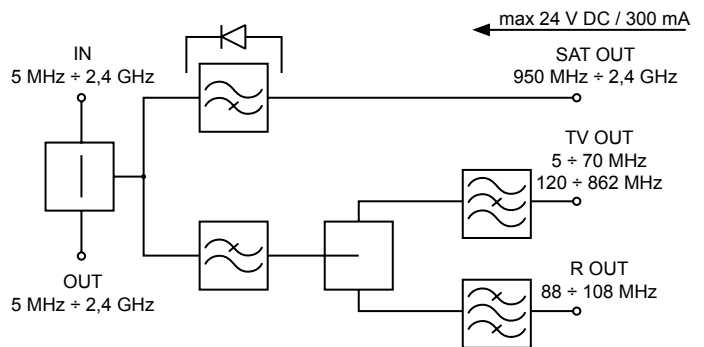 max 24 V DC / 300 mA
IN
5 MHz ÷ 2,4 GHz
SAT OUT
950 MHz ÷ 2,4 GHz
TV OUT
5 ÷ 70 MHz
120 ÷ 862 MHz
OUT
5 MHz ÷ 2,4 GHz
R OUT
88 ÷ 108 MHz